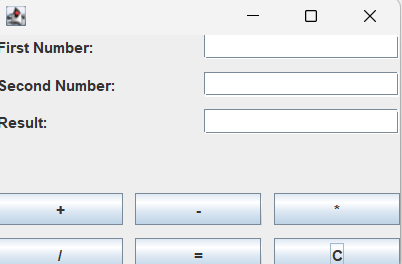 First Number:
Second Number:
Result:
+ - *
/ = C